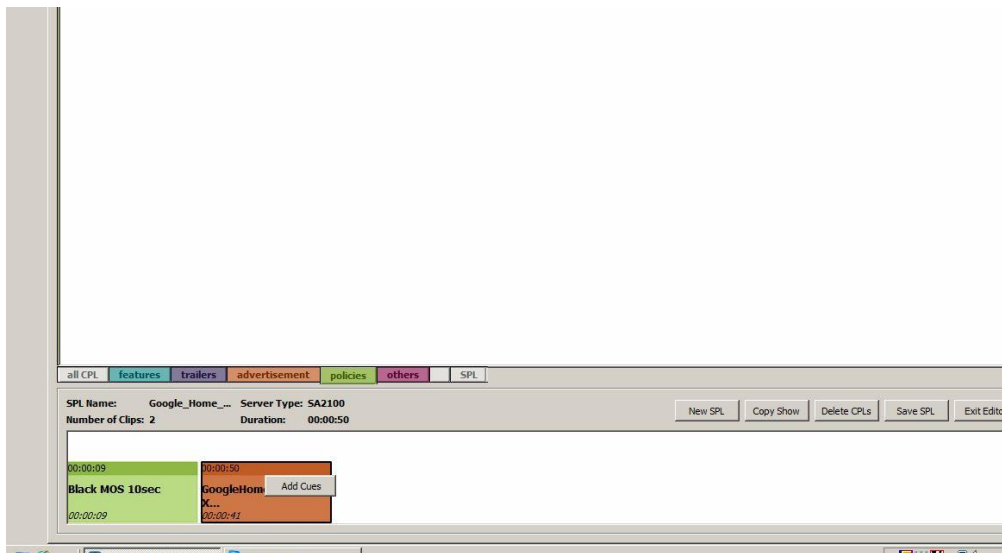 all CPL features trailers advertisement policies others SPL
SPL Name: Google_Home_... Server Type: SA2100
Number of Clips: 2 Duration: 00:00:50
New SPL Copy Show Delete CPLs Save SPL Exit Edito
00:00:09 00:00:50
Black MOS 10sec GoogleHom Add Cues
X...
00:00:09 00:00:41